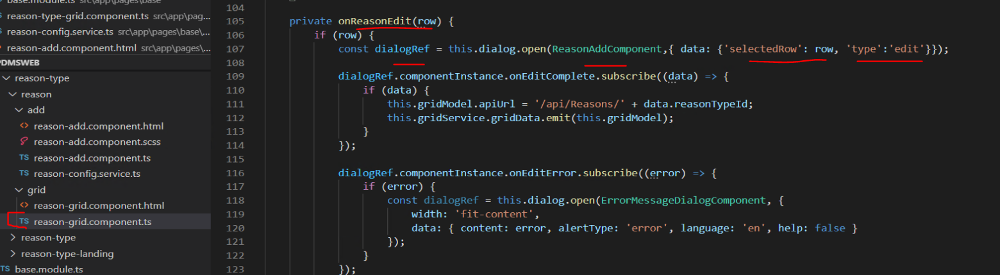 base.module.ts src\app\pages\base
reason-type-grid.component.ts src\app\pag...
reason-config.service.ts src\app\pages\base\...
reason-add.component.html src\app\pages\...
PDMSWEB
reason-type
reason
add
reason-add.component.html
reason-add.component.scss
TS reason-add.component.ts
TS reason-config.service.ts
grid
reason-grid.component.html
TS reason-grid.component.ts
reason-type
reason-type-landing
TS base.module.ts
104
105 private onReasonEdit(row) {
106 if (row) {
107 const dialogRef = this.dialog.open(ReasonAddComponent,{ data: {'selectedRow': row, 'type':'edit'}});
108
109 dialogRef.componentInstance.onEditComplete.subscribe((data) => {
110 if (data) {
111 this.gridModel.apiUrl = '/api/Reasons/' + data.reasonTypeId;
112 this.gridService.gridData.emit(this.gridModel);
113 }
114 });
115
116 dialogRef.componentInstance.onEditError.subscribe((error) => {
117 if (error) {
118 const dialogRef = this.dialog.open(ErrorMessageDialogComponent, {
119 width: 'fit-content',
120 data: { content: error, alertType: 'error', language: 'en', help: false }
121 });
122 }
123 });